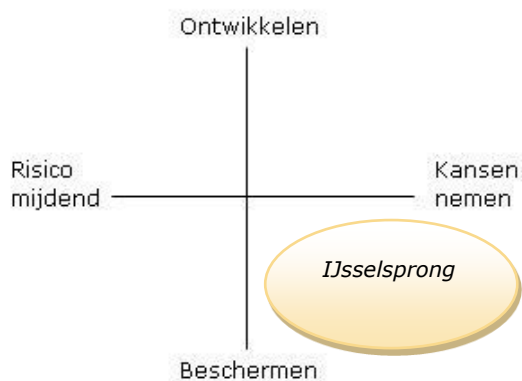 Ontwikkelen
Risico
mijdend
Kansen
nemen
IJsselsprong
Beschermen